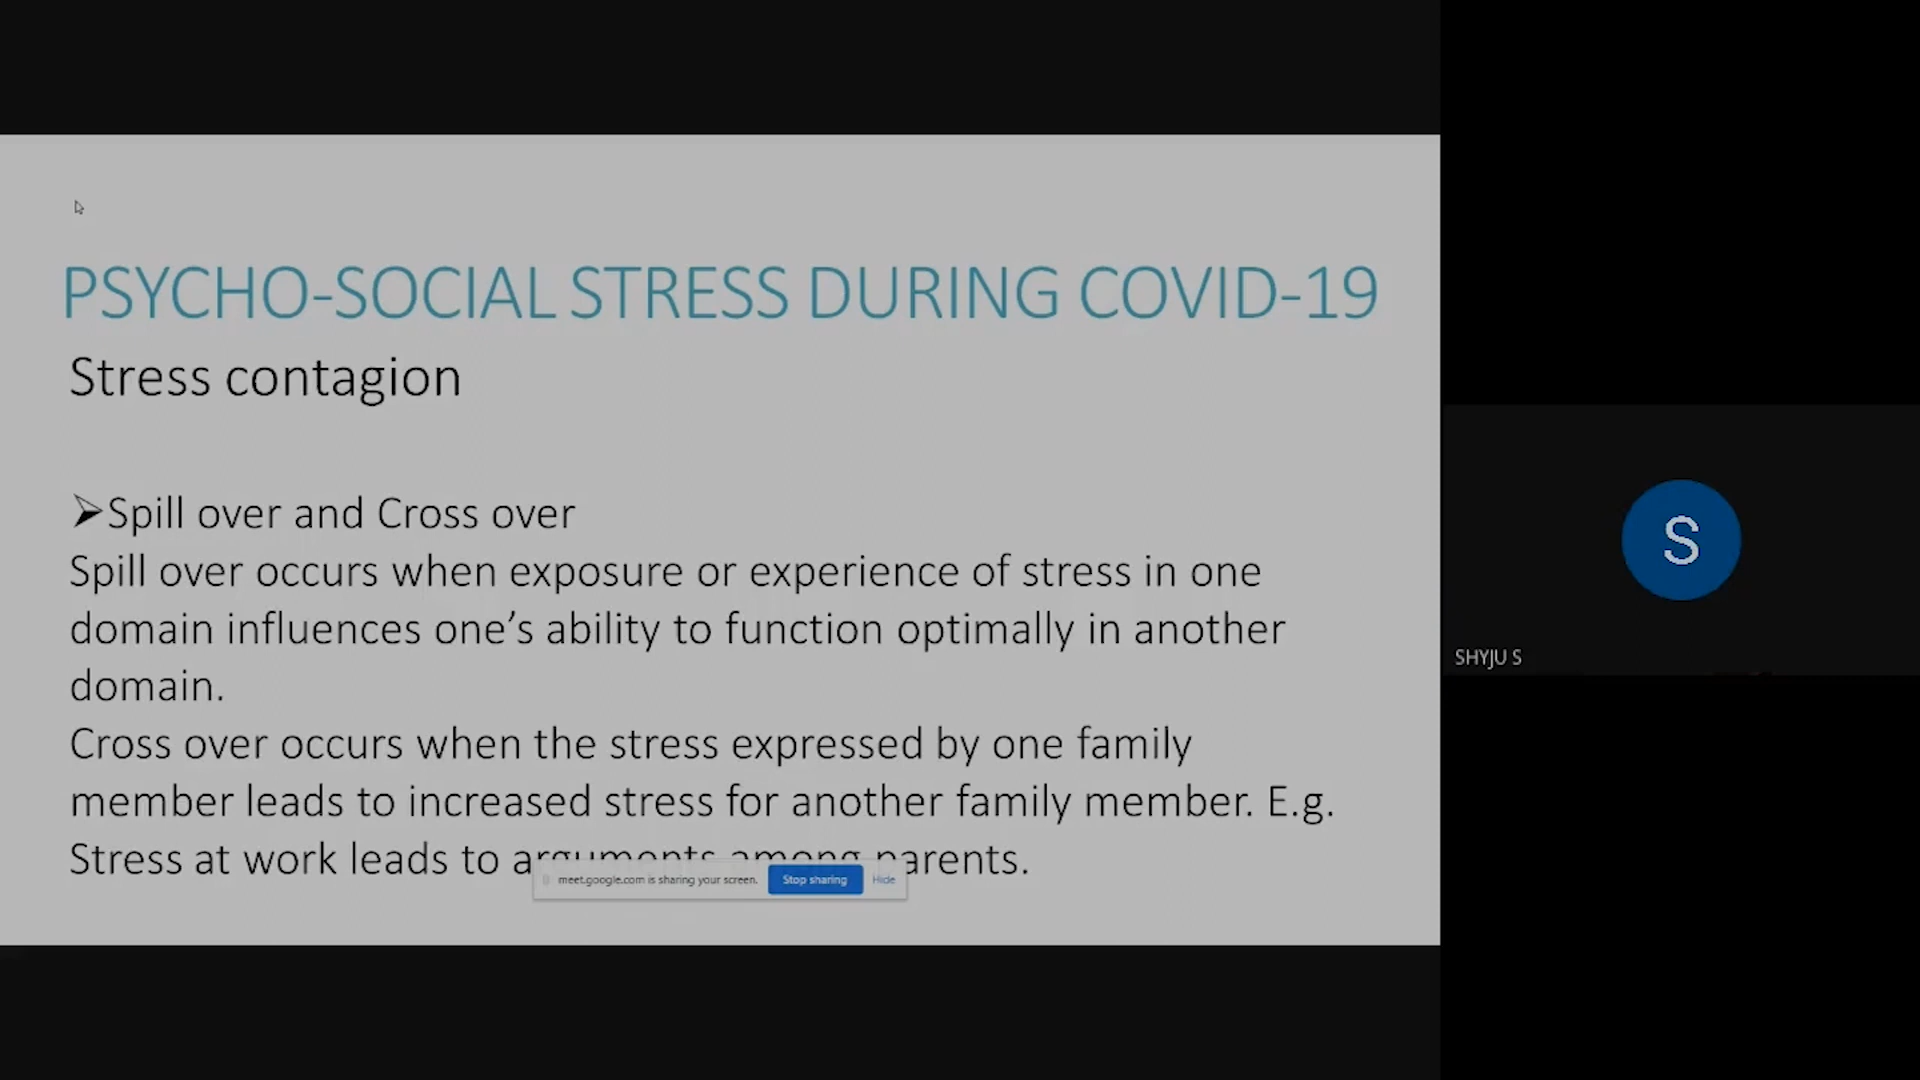 PSYCHO-SOCIAL STRESS DURING COVID-19
Stress contagion
➢Spill over and Cross over
Spill over occurs when exposure or experience of stress in one
domain influences one’s ability to function optimally in another
domain.
Cross over occurs when the stress expressed by one family
member leads to increased stress for another family member. E.g.
Stress at work leads to arguments among parents.
meet.google.com is sharing your screen. Stop sharing Hide
S
SHYJU S